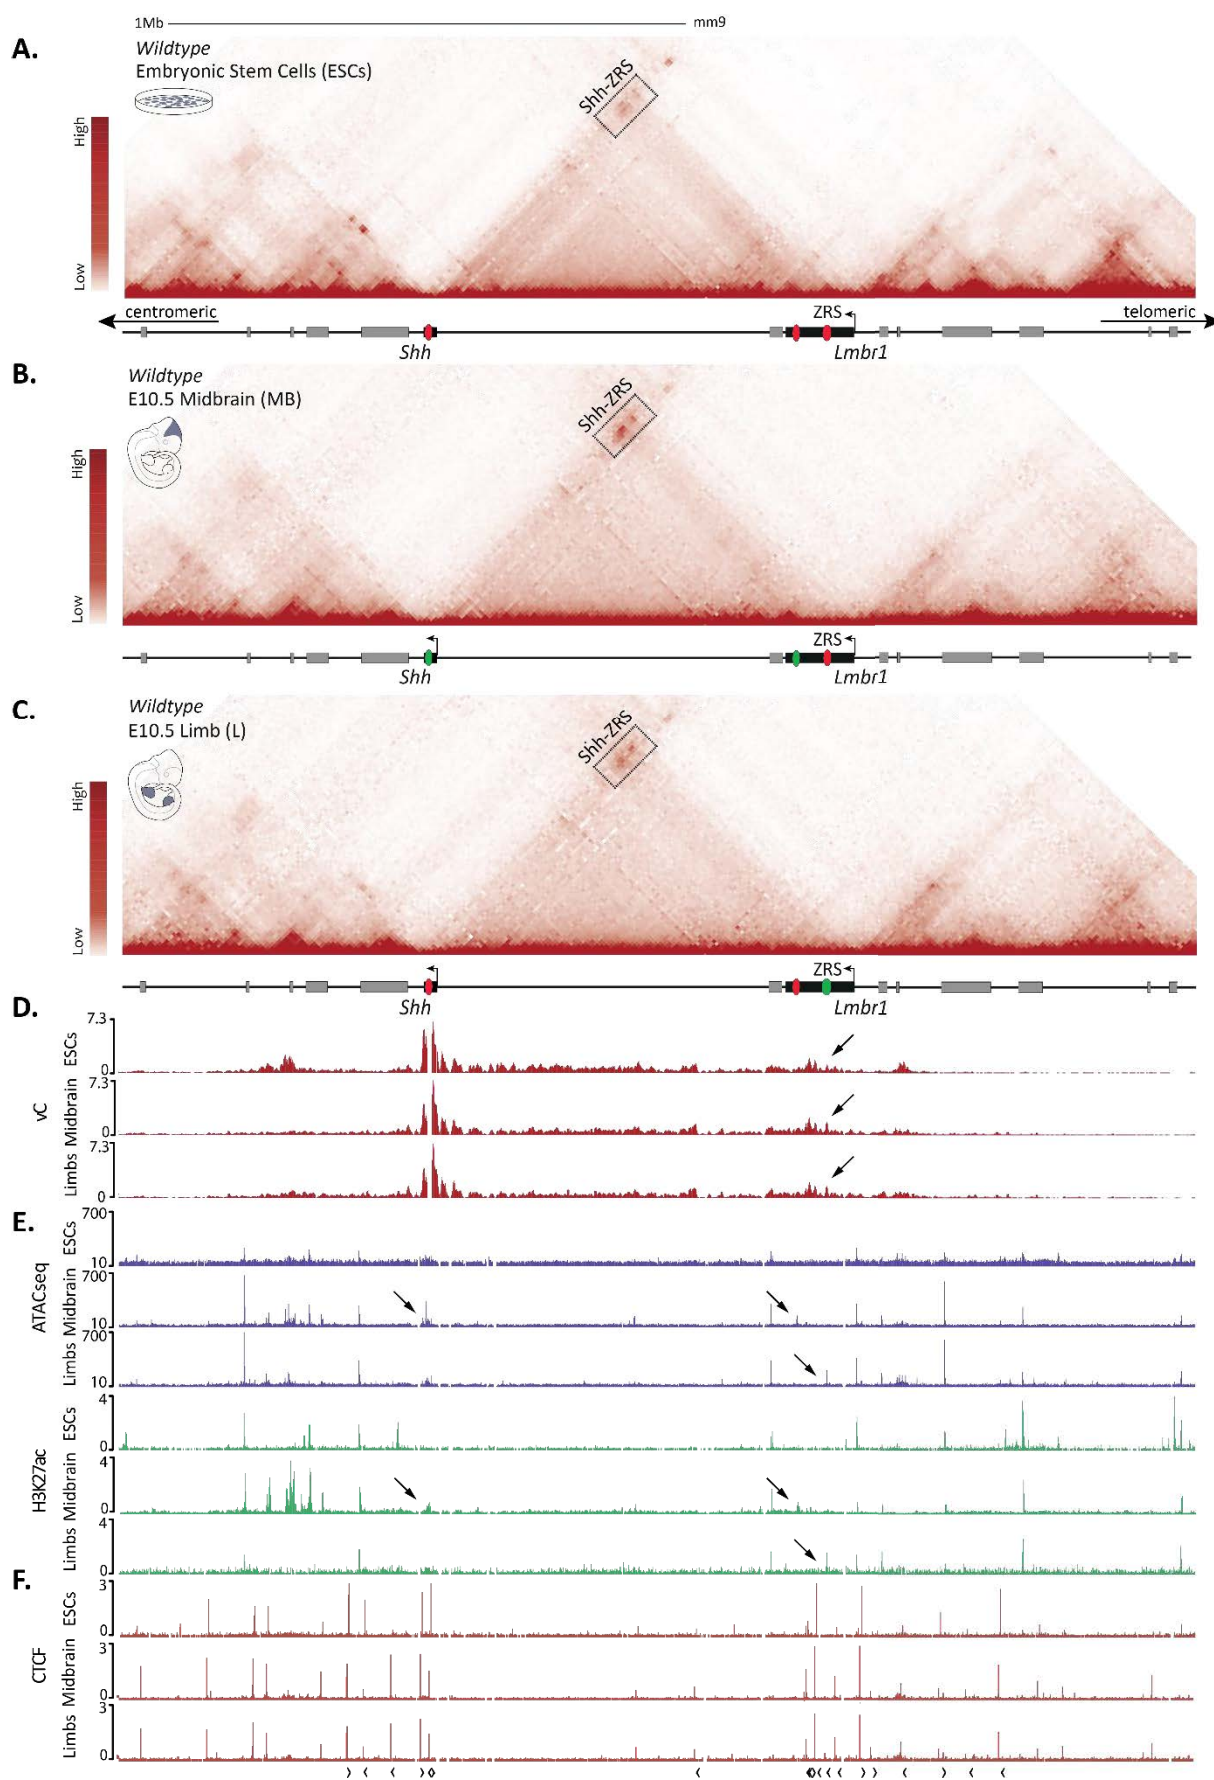 1Mb mm9
A.
Wildtype
Embryonic Stem Cells (ESCs)
Shh-ZRS
High
Low
centromeric ZRS telomeric
Shh Lmbr1
B.
Wildtype
E10.5 Midbrain (MB)
Shh-ZRS
High
Low
ZRS
Shh Lmbr1
C.
Wildtype
E10.5 Limb (L)
Shh-ZRS
High
Low
ZRS
Shh Lmbr1
D.
vC
7.3
0
ESCs
7.3
0
Midbrain
7.3
0
Limbs
E.
ATACseq
700
10
ESCs
700
10
Midbrain
700
10
Limbs
H3K27ac
4
0
ESCs
4
0
Midbrain
4
0
Limbs
F.
CTCF
3
0
ESCs
3
0
Midbrain
3
0
Limbs